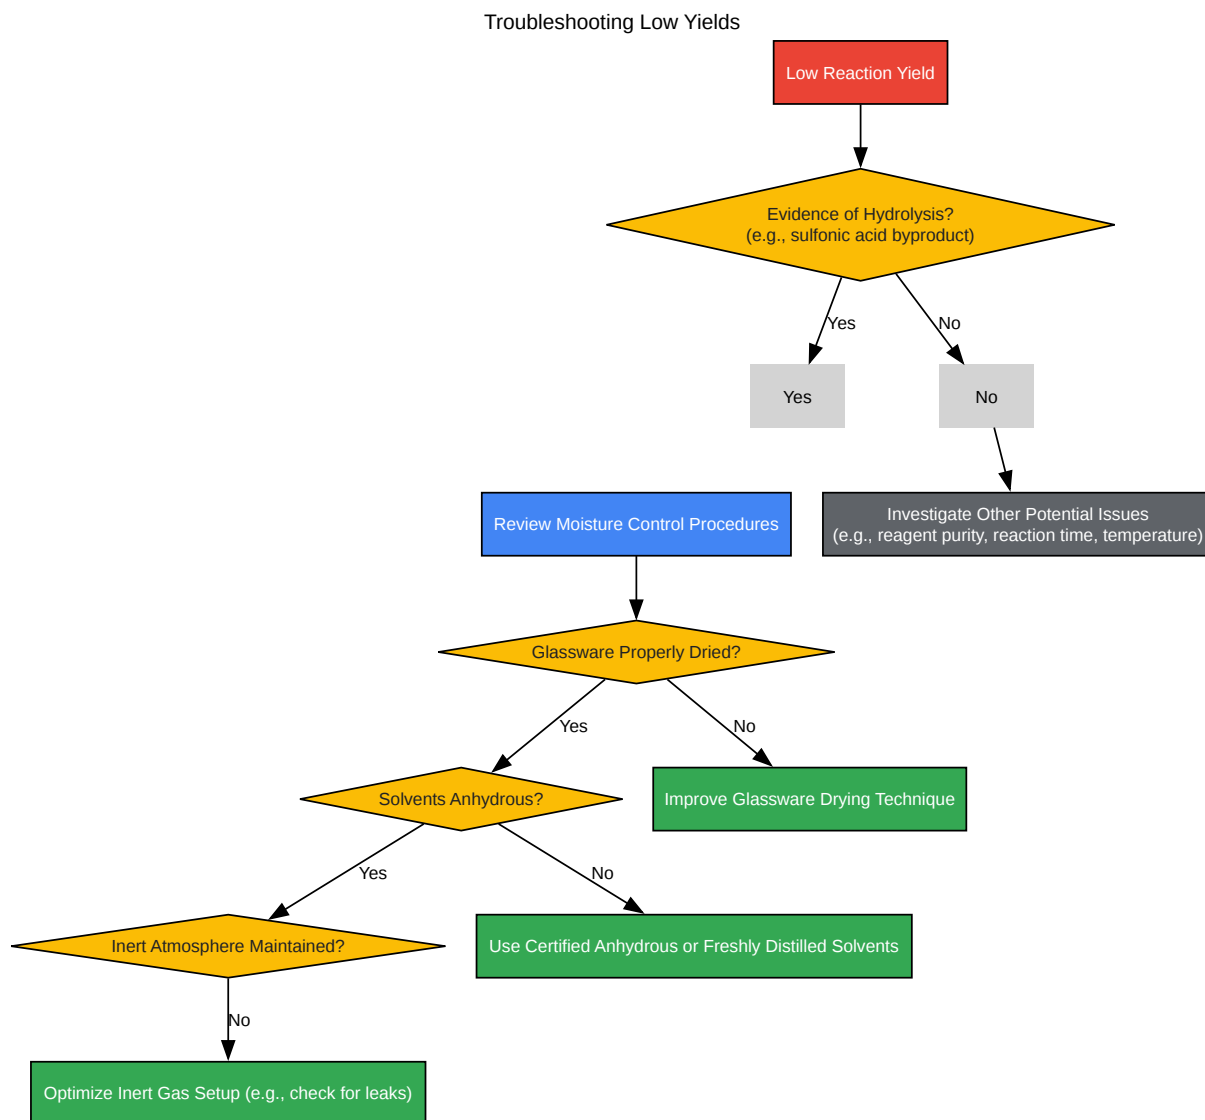 Troubleshooting Low Yields
Low Reaction Yield
Evidence of Hydrolysis?
(e.g., sulfonic acid byproduct)
Yes
No
Yes
No
Review Moisture Control Procedures
Investigate Other Potential Issues
(e.g., reagent purity, reaction time, temperature)
Glassware Properly Dried?
Yes
No
Solvents Anhydrous?
Improve Glassware Drying Technique
Yes
No
Inert Atmosphere Maintained?
Use Certified Anhydrous or Freshly Distilled Solvents
No
Optimize Inert Gas Setup (e.g., check for leaks)